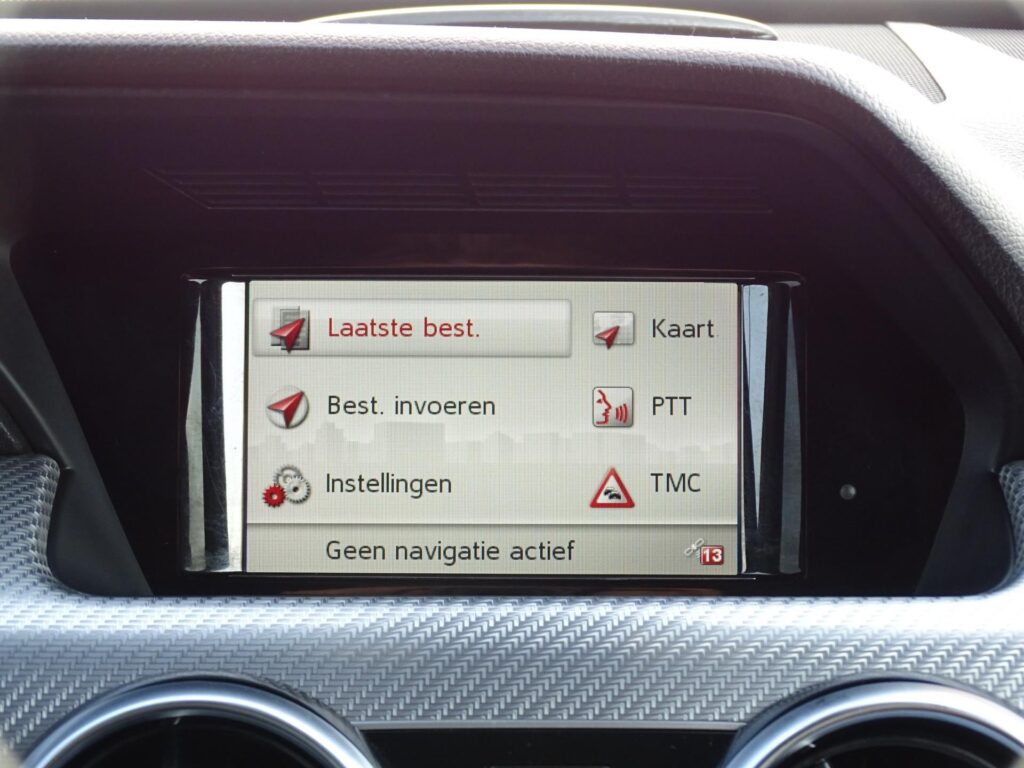 Laatste best.
Kaart
Best. invoeren
PTT
Instellingen
TMC
Geen navigatie actief
13